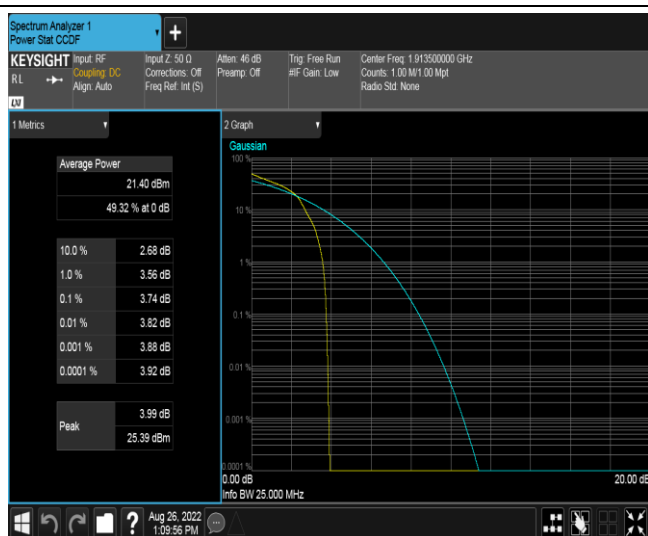 Spectrum Analyzer 1
Power Stat CCDF
+
KEYSIGHT
RL
LXI
Input: RF
Coupling: DC
Align: Auto
Input Z: 50 Ω
Corrections: Off
Freq Ref: Int (S)
Atten: 46 dB
Preamp: Off
Trig: Free Run
#IF Gain: Low
Center Freq: 1.913500000 GHz
Counts: 1.00 M/1.00 Mpt
Radio Std: None
1 Metrics
Average Power
21.40 dBm
49.32 % at 0 dB
10.0 % 2.68 dB
1.0 % 3.56 dB
0.1 % 3.74 dB
0.01 % 3.82 dB
0.001 % 3.88 dB
0.0001 % 3.92 dB
Peak
3.99 dB
25.39 dBm
2 Graph
Gaussian
100 %
10 %
1 %
0.1 %
0.01 %
0.001 %
0.0001 %
0.00 dB 20.00 dB
Info BW 25.000 MHz
?
Aug 26, 2022
1:09:56 PM